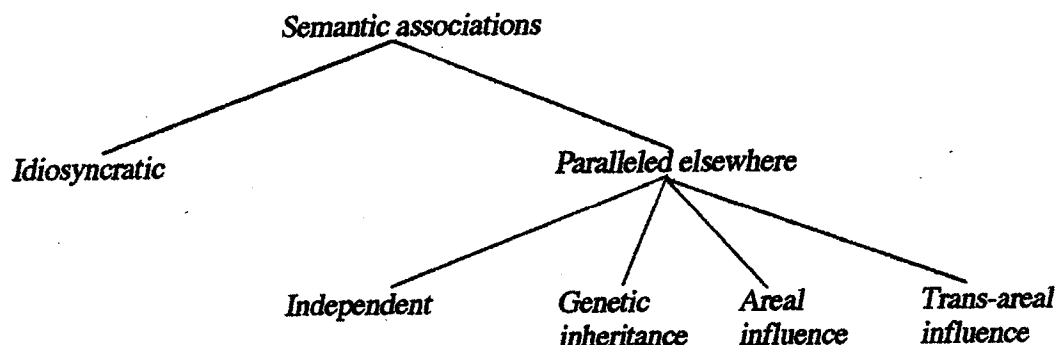 Semantic associations
Idiosyncratic
Paralleled elsewhere
Independent
Genetic
inheritance
Areal
influence
Trans-areal
influence